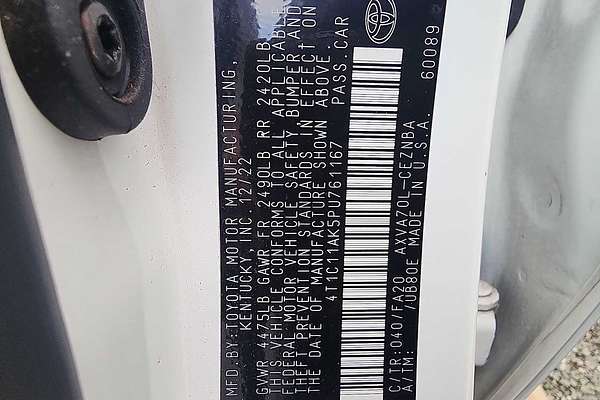 MFD.BY:TOYOTA MOTOR MANUFACTURING,
KENTUCKY, INC. 12/22
GVWR 4475LB GAWR FR 2490LB RR 2420LB
THIS VEHICLE CONFORMS TO ALL APPLICABLE
FEDERAL MOTOR VEHICLE SAFETY, BUMPER AND
THEFT PREVENTION STANDARDS IN EFFECT ON
THE DATE OF MANUFACTURE SHOWN ABOVE.
4T1C11AK5PU761167 PASS.CAR
C/TR:040/FA20 AXVA70L-CEZNBA
A/TM: /UB80E MADE IN U.S.A.
60089